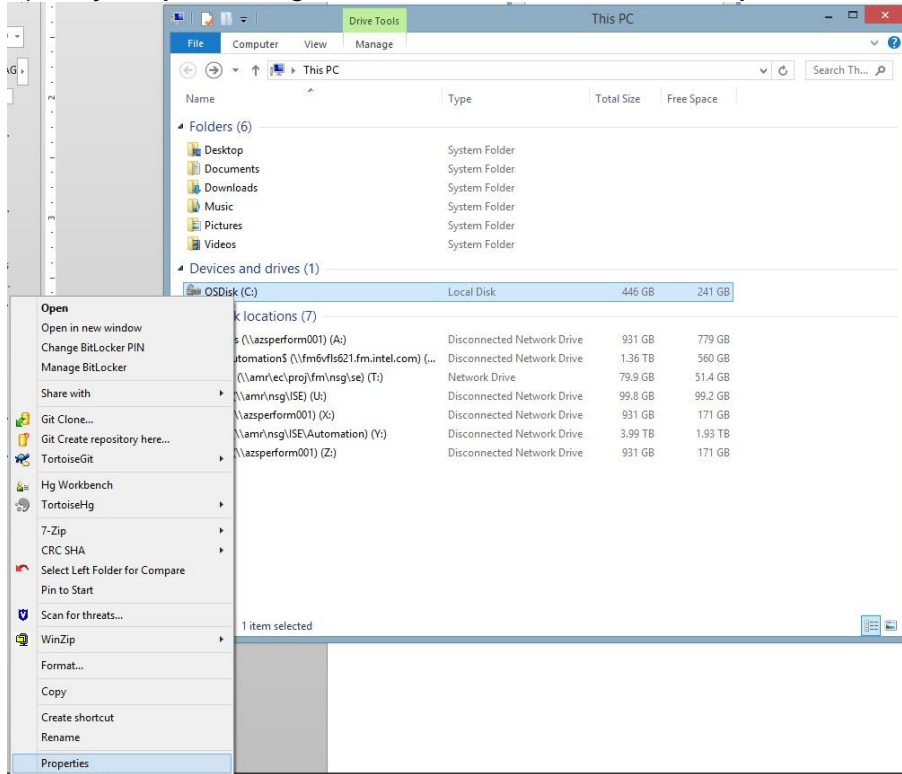 Drive Tools
This PC
File Computer View Manage
This PC
Search Th...
Name Type Total Size Free Space
Folders (6)
Desktop System Folder
Documents System Folder
Downloads System Folder
Music System Folder
Pictures System Folder
Videos System Folder
Devices and drives (1)
OSDisk (C:) Local Disk 446 GB 241 GB
k locations (7)
s (\\azsperform001) (A:) Disconnected Network Drive 931 GB 779 GB
utomation$ (\\fm6vfls621.fm.intel.com) (... Disconnected Network Drive 1.36 TB 560 GB
(\\amr\ec\proj\fm\nsg\se) (T:) Network Drive 79.9 GB 51.4 GB
\\amr\nsg\ISE) (U:) Disconnected Network Drive 99.8 GB 99.2 GB
\\azsperform001) (X:) Disconnected Network Drive 931 GB 171 GB
\\amr\nsg\ISE\Automation) (Y:) Disconnected Network Drive 3.99 TB 1.93 TB
\\azsperform001) (Z:) Disconnected Network Drive 931 GB 171 GB
1 item selected
Open
Open in new window
Change BitLocker PIN
Manage BitLocker
Share with
Git Clone...
Git Create repository here...
TortoiseGit
Hg Workbench
TortoiseHg
7-Zip
CRC SHA
Select Left Folder for Compare
Pin to Start
Scan for threats...
WinZip
Format...
Copy
Create shortcut
Rename
Properties